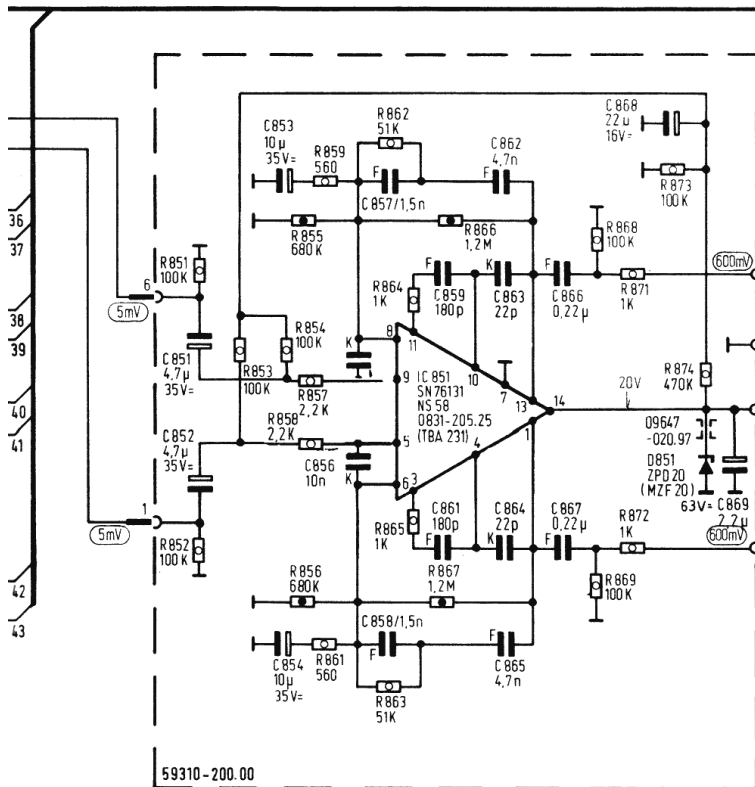 R862
51K
C868
22µ
16V=
C853
10µ
35V=
R859
560
C862
4,7n
F
F
C857/1,5n
R873
100K
36
R855
680K
R866
1,2M
R868
100K
37
R851
100K
6
R864
1K
F
C859
180p
K
C863
22p
F
C866
0,22µ
R871
1K
600mV
5mV
38
39
R854
100K
8
11
K
C851
4,7µ
35V=
R853
100K
R857
2,2K
9
IC 851
SN 76131
NS 58
0831-205.25
(TBA 231)
10
7
13
14
20V
R874
470K
40
R858
2,2K
C852
4,7µ
35V=
41
C856
10n
K
5
4
1
09647
-020.97
D851
ZPD 20
(MZF 20)
63V=
C869
2,2µ
6
3
1
5mV
R865
1K
C861
180p
F
C864
22p
K
C867
0,22µ
F
R872
1K
600mV
R852
100K
42
R856
680K
R867
1,2M
R869
100K
43
C858/1,5n
F
F
C854
10µ
35V=
R861
560
C865
4,7n
R863
51K
59310-200.00